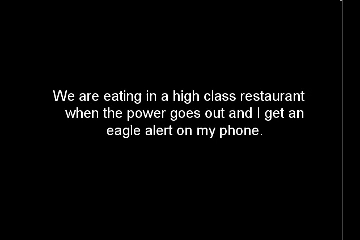 We are eating in a high class restaurant
when the power goes out and I get an
eagle alert on my phone.